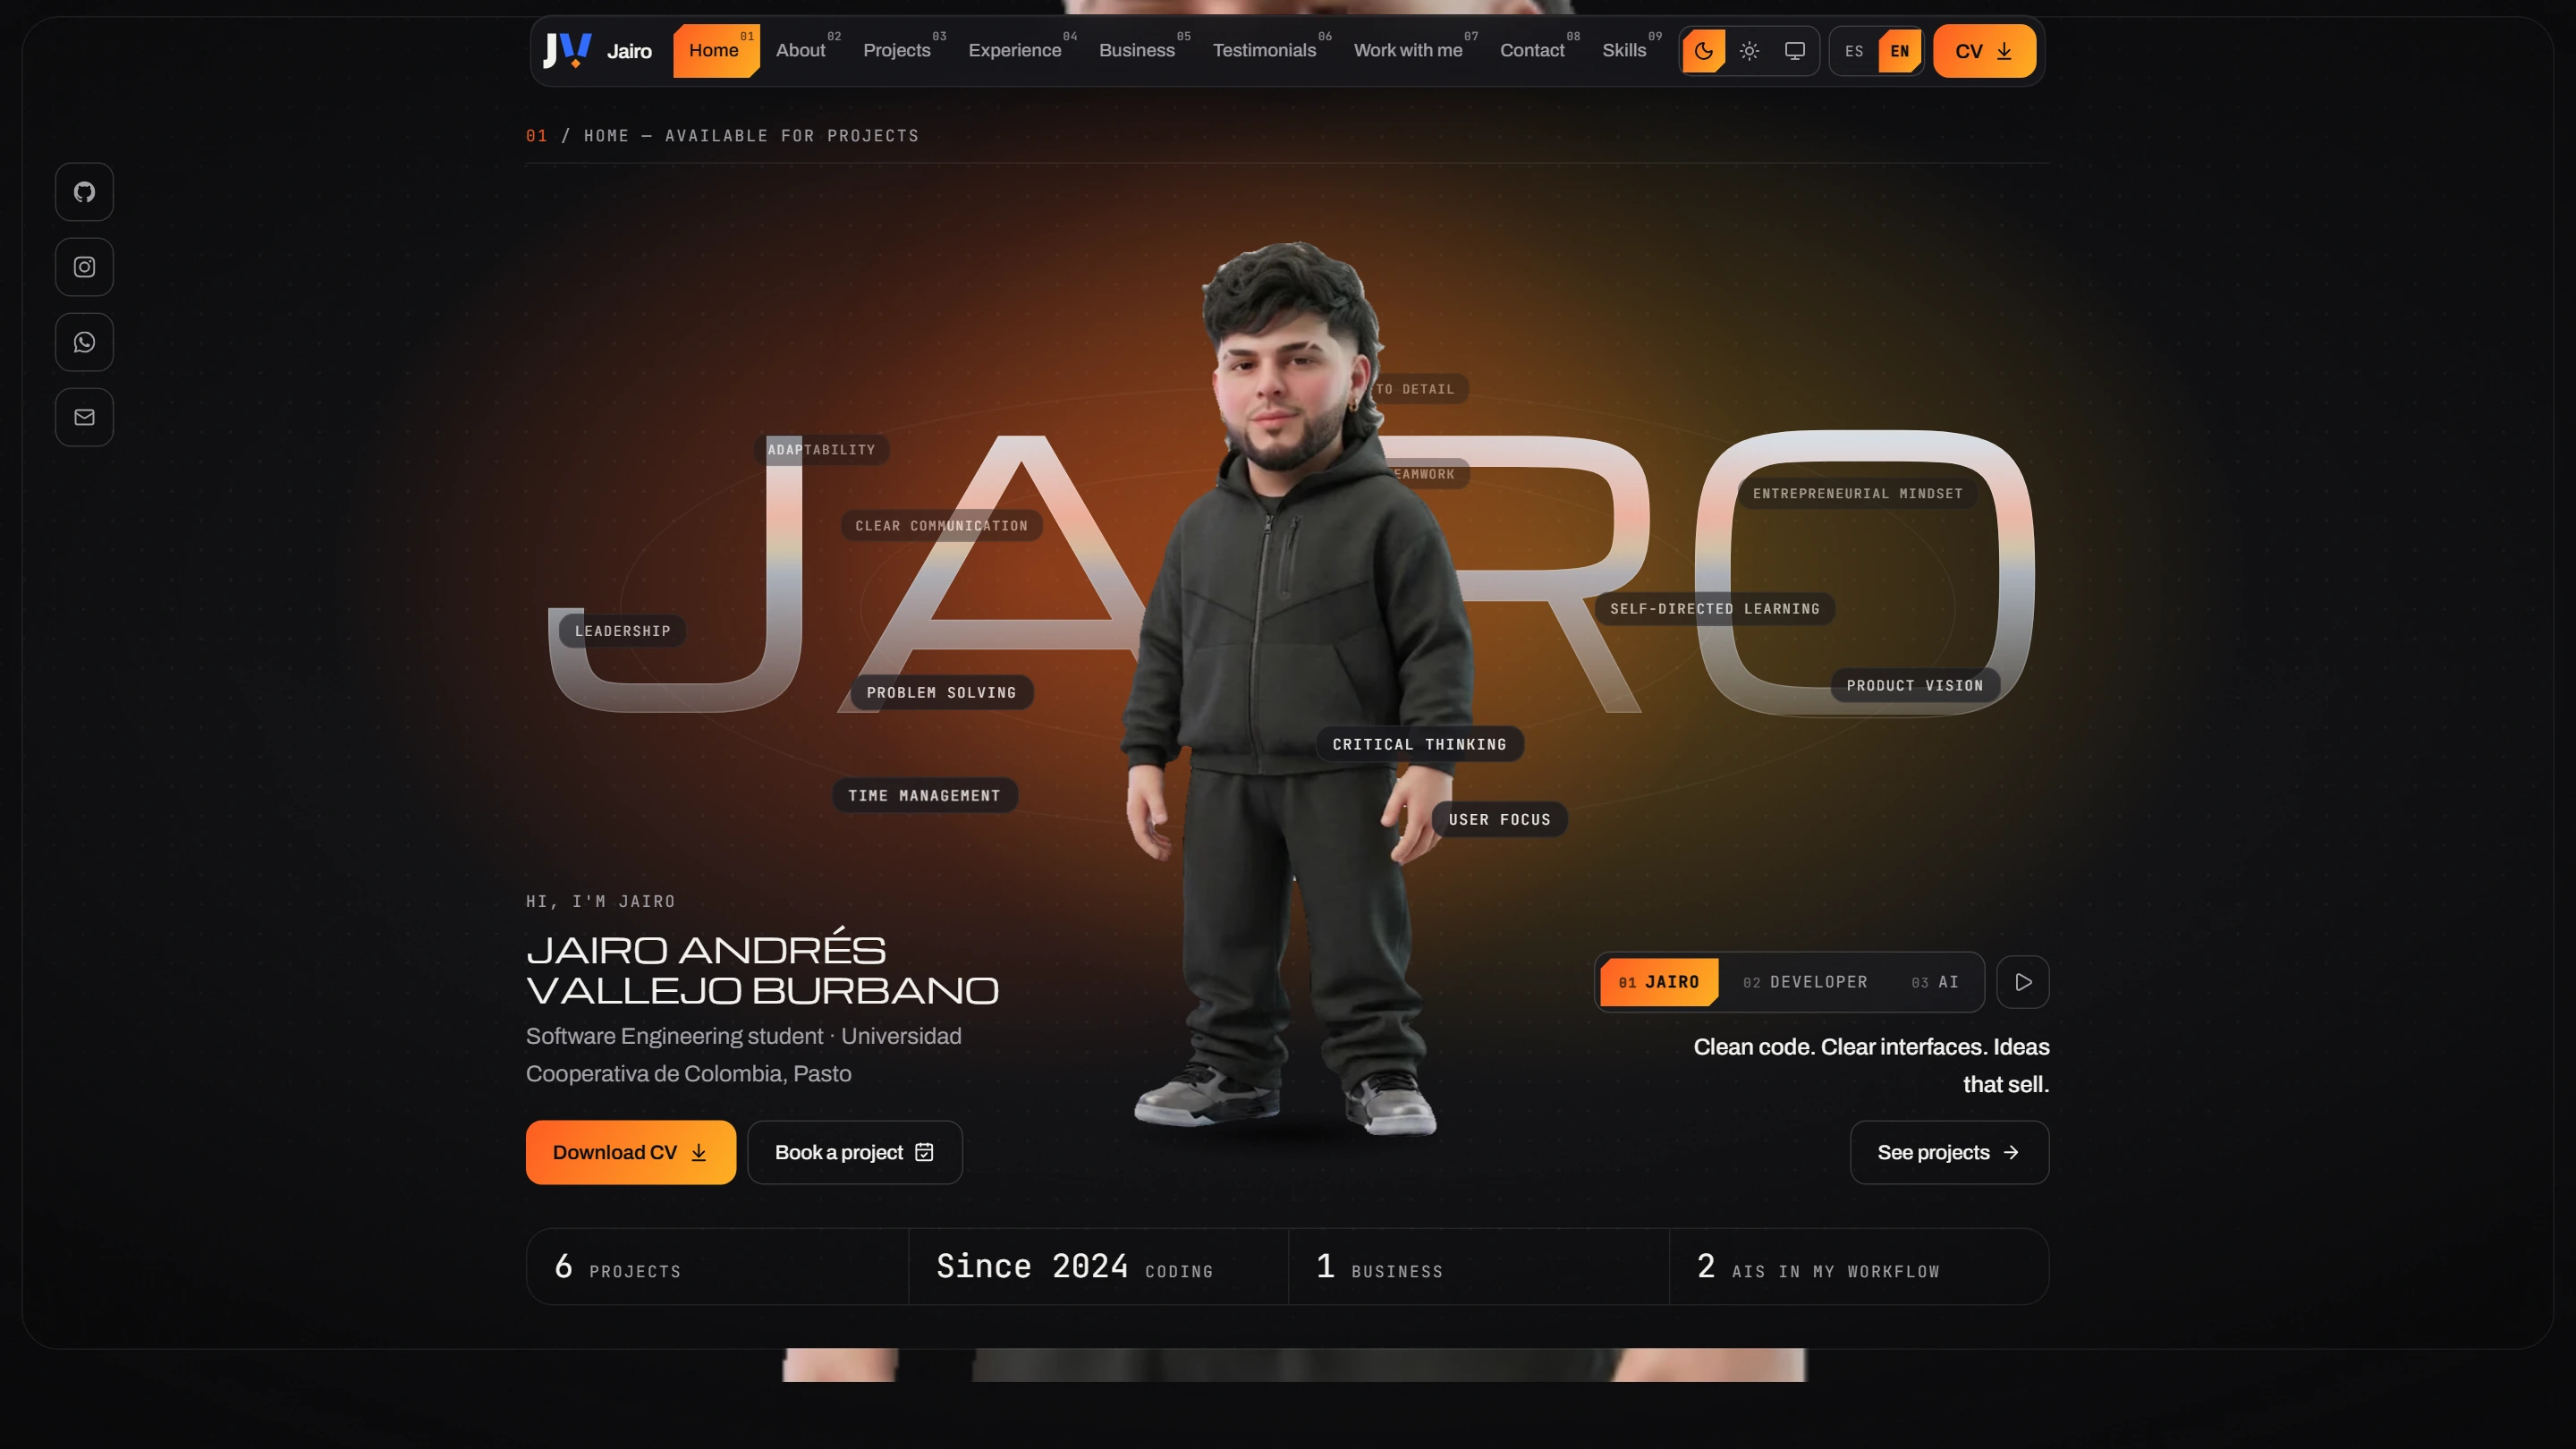 JV Jairo Home 01 About 02 Projects 03 Experience 04 Business 05 Testimonials 06 Work with me 07 Contact 08 Skills 09 ES EN CV
01 / HOME — AVAILABLE FOR PROJECTS
TO DETAIL
ADAPTABILITY
ENTREPRENEURIAL MINDSET
CLEAR COMMUNICATION
JAIRO
SELF-DIRECTED LEARNING
LEADERSHIP
PRODUCT VISION
PROBLEM SOLVING
CRITICAL THINKING
TIME MANAGEMENT
USER FOCUS
HI, I'M JAIRO
JAIRO ANDRÉS
VALLEJO BURBANO
Software Engineering student · Universidad
Cooperativa de Colombia, Pasto
Download CV Book a project
01 JAIRO 02 DEVELOPER 03 AI
Clean code. Clear interfaces. Ideas
that sell.
See projects
6 PROJECTS Since 2024 CODING 1 BUSINESS 2 AIS IN MY WORKFLOW